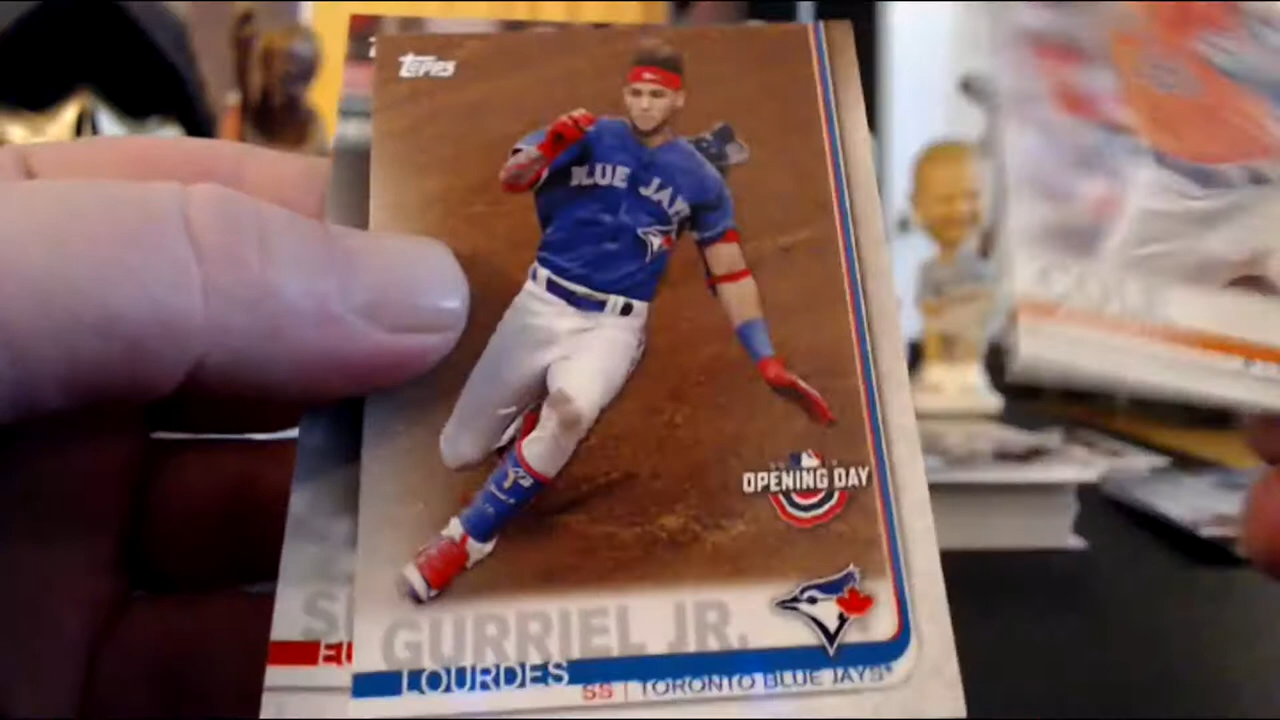 Topps
BLUE JAYS
OPENING DAY
GURRIEL JR.
LOURDES
SS | TORONTO BLUE JAYS